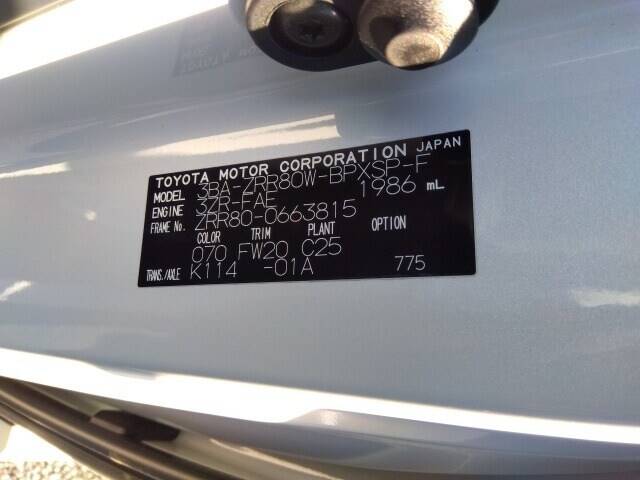 TOYOTA MOTOR CORPORATION JAPAN
MODEL 3BA-ZRR80W-BPXSP-F
ENGINE 3ZR-FAE 1986 mL
FRAME No. ZRR80-0663815
COLOR TRIM PLANT OPTION
070 FW20 C25
TRANS./AXLE K114 -01A 775